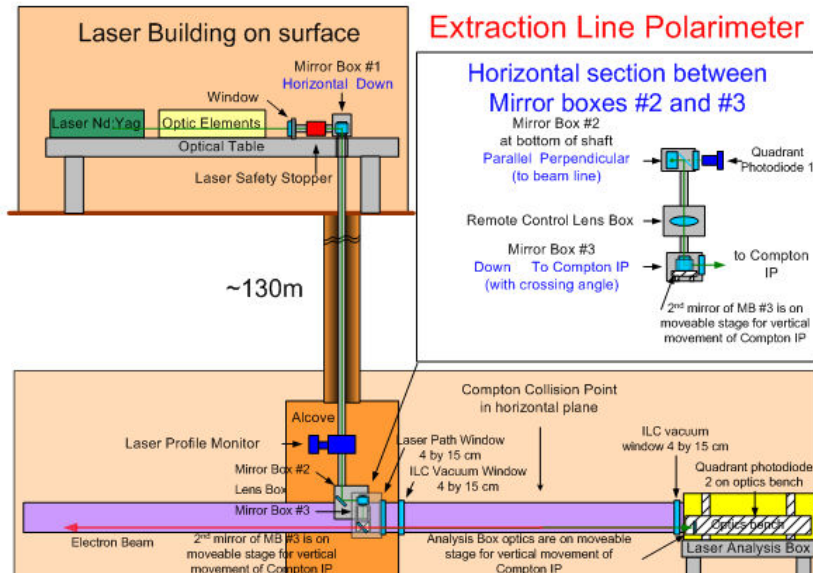 Laser Building on surface
Extraction Line Polarimeter
Mirror Box #1
Horizontal Down
Window
Laser Nd:Yag
Optic Elements
Optical Table
Laser Safety Stopper
Horizontal section between
Mirror boxes #2 and #3
Mirror Box #2
at bottom of shaft
Parallel Perpendicular
(to beam line)
Quadrant
Photodiode 1
Remote Control Lens Box
Mirror Box #3
Down To Compton IP
(with crossing angle)
to Compton
IP
2nd mirror of MB #3 is on
moveable stage for vertical
movement of Compton IP
~130m
Alcove
Laser Profile Monitor
Mirror Box #2
Lens Box
Mirror Box #3
Laser Path Window
4 by 15 cm
ILC Vacuum Window
4 by 15 cm
Compton Collision Point
in horizontal plane
ILC vacuum
window 4 by 15 cm
Quadrant photodiode
2 on optics bench
Optics bench
Electron Beam
2nd mirror of MB #3 is on
moveable stage for vertical
movement of Compton IP
Analysis Box optics are on moveable
stage for vertical movement of
Compton IP
Laser Analysis Box